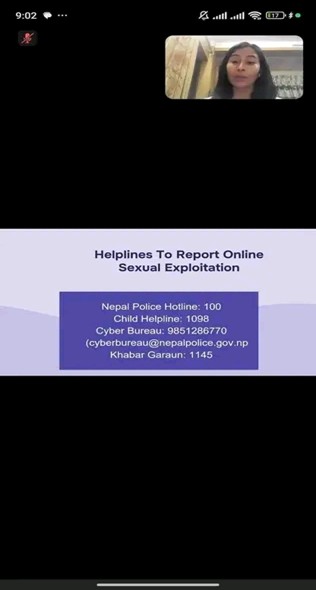 9:02
17
Helplines To Report Online
Sexual Exploitation
Nepal Police Hotline: 100
Child Helpline: 1098
Cyber Bureau: 9851286770
(cyberbureau@nepalpolice.gov.np
Khabar Garaun: 1145